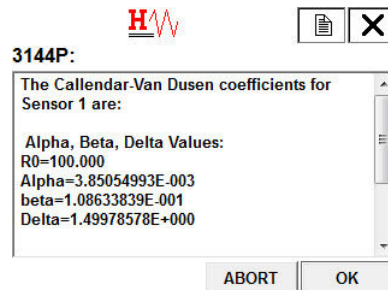 H
3144P:
The Callendar-Van Dusen coefficients for
Sensor 1 are:
Alpha, Beta, Delta Values:
R0=100.000
Alpha=3.85054993E-003
beta=1.08633839E-001
Delta=1.49978578E+000
ABORT
OK